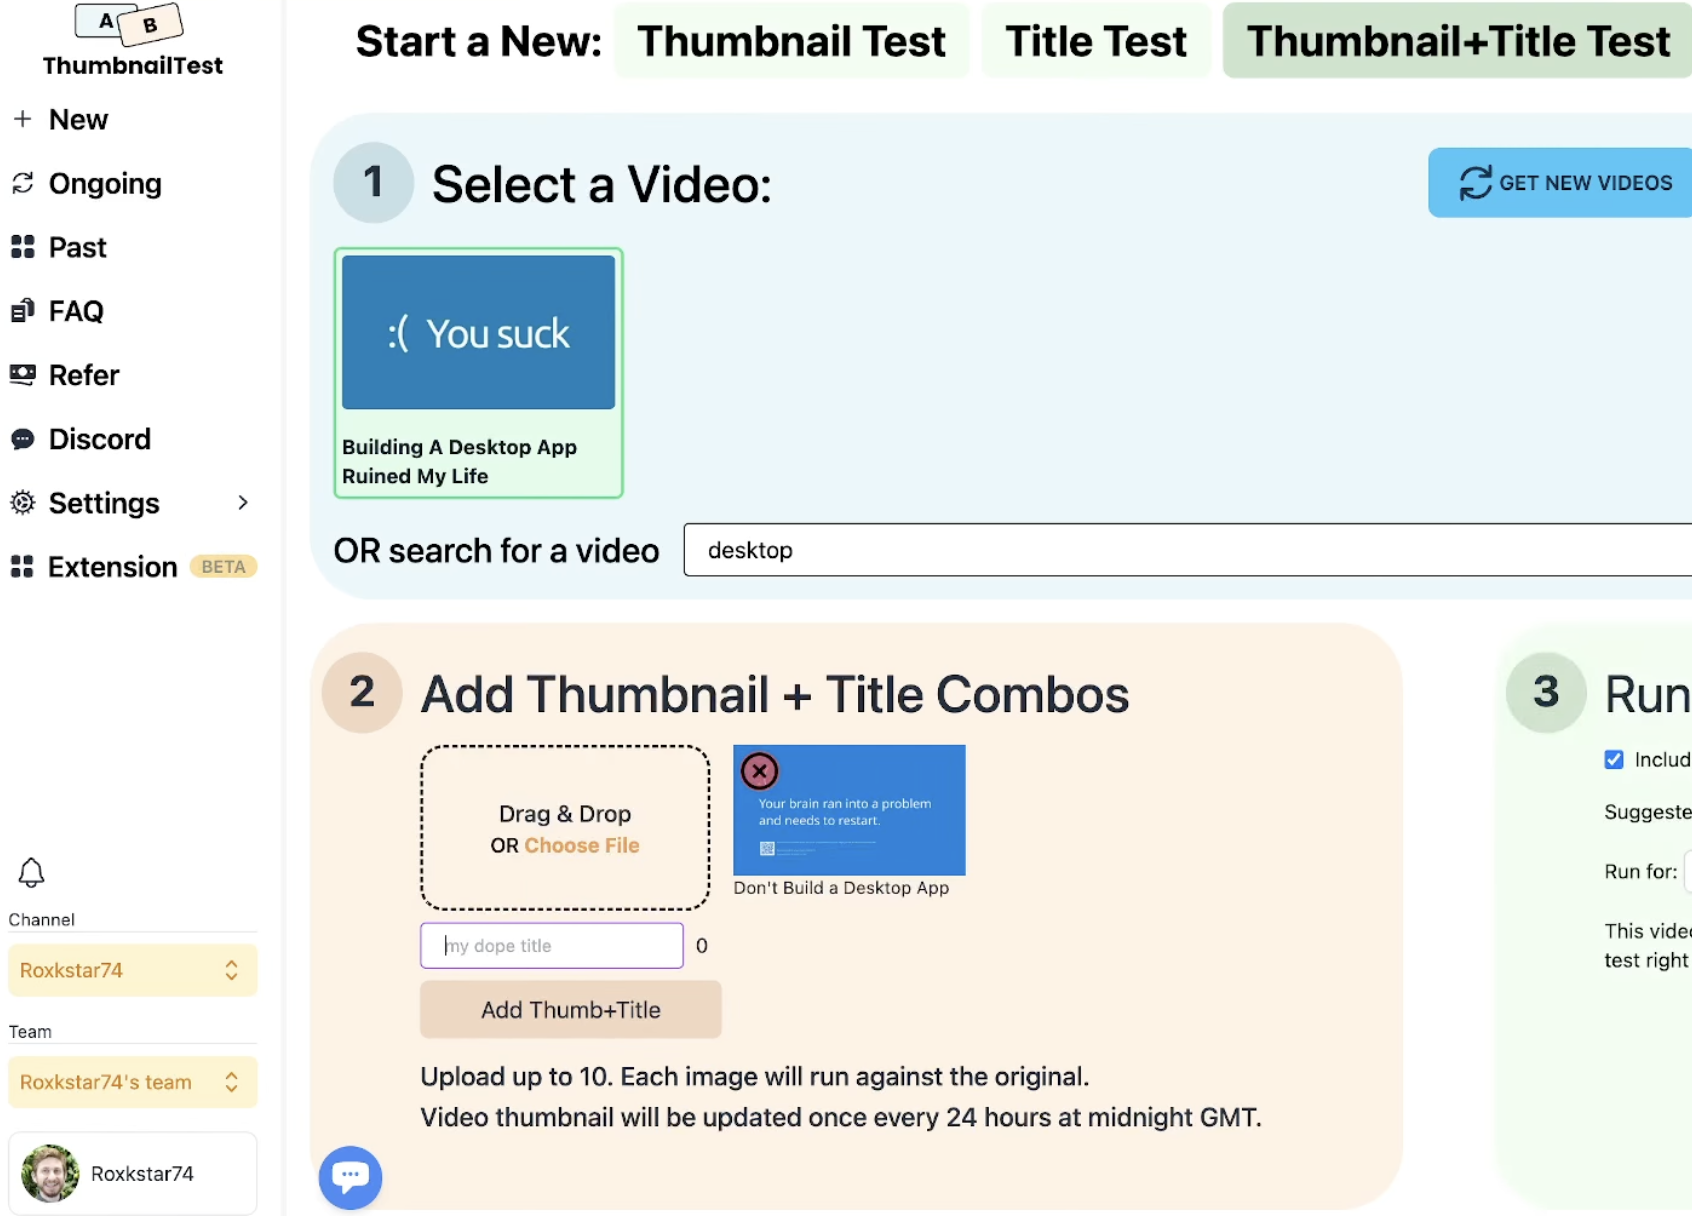 A B
ThumbnailTest
New
Ongoing
Past
FAQ
Refer
Discord
Settings
Extension BETA
Channel
Roxkstar74
Team
Roxkstar74's team
Roxkstar74
Start a New: Thumbnail Test Title Test Thumbnail+Title Test
1 Select a Video:
GET NEW VIDEOS
:( You suck
Building A Desktop App
Ruined My Life
OR search for a video desktop
2 Add Thumbnail + Title Combos
Drag & Drop
OR Choose File
Your brain ran into a problem
and needs to restart.
Don't Build a Desktop App
my dope title 0
Add Thumb+Title
Upload up to 10. Each image will run against the original.
Video thumbnail will be updated once every 24 hours at midnight GMT.
3 Run
Includ
Suggeste
Run for:
This vide
test right